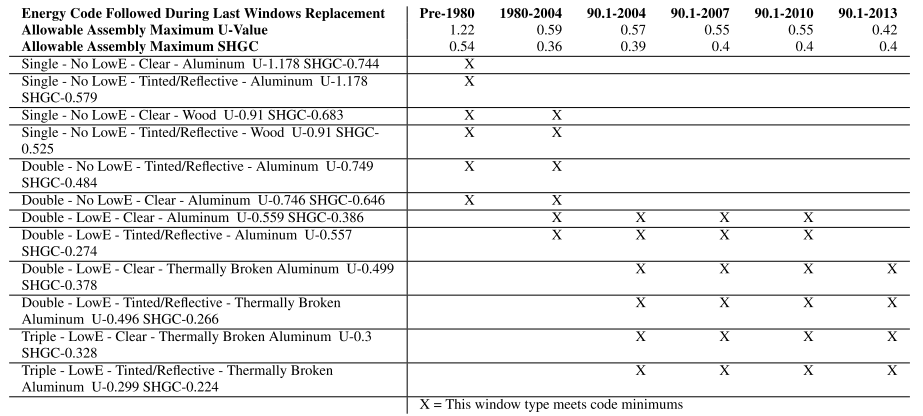 Energy Code Followed During Last Windows Replacement Pre-1980 1980-2004 90.1-2004 90.1-2007 90.1-2010 90.1-2013
Allowable Assembly Maximum U-Value 1.22 0.59 0.57 0.55 0.55 0.42
Allowable Assembly Maximum SHGC 0.54 0.36 0.39 0.4 0.4 0.4
Single - No LowE - Clear - Aluminum U-1.178 SHGC-0.744 X
Single - No LowE - Tinted/Reflective - Aluminum U-1.178 X
SHGC-0.579
Single - No LowE - Clear - Wood U-0.91 SHGC-0.683 X X
Single - No LowE - Tinted/Reflective - Wood U-0.91 SHGC- X X
0.525
Double - No LowE - Tinted/Reflective - Aluminum U-0.749 X X
SHGC-0.484
Double - No LowE - Clear - Aluminum U-0.746 SHGC-0.646 X X
Double - LowE - Clear - Aluminum U-0.559 SHGC-0.386 X X X X
Double - LowE - Tinted/Reflective - Aluminum U-0.557 X X X X
SHGC-0.274
Double - LowE - Clear - Thermally Broken Aluminum U-0.499 X X X X
SHGC-0.378
Double - LowE - Tinted/Reflective - Thermally Broken X X X X
Aluminum U-0.496 SHGC-0.266
Triple - LowE - Clear - Thermally Broken Aluminum U-0.3 X X X X
SHGC-0.328
Triple - LowE - Tinted/Reflective - Thermally Broken X X X X
Aluminum U-0.299 SHGC-0.224
X = This window type meets code minimums